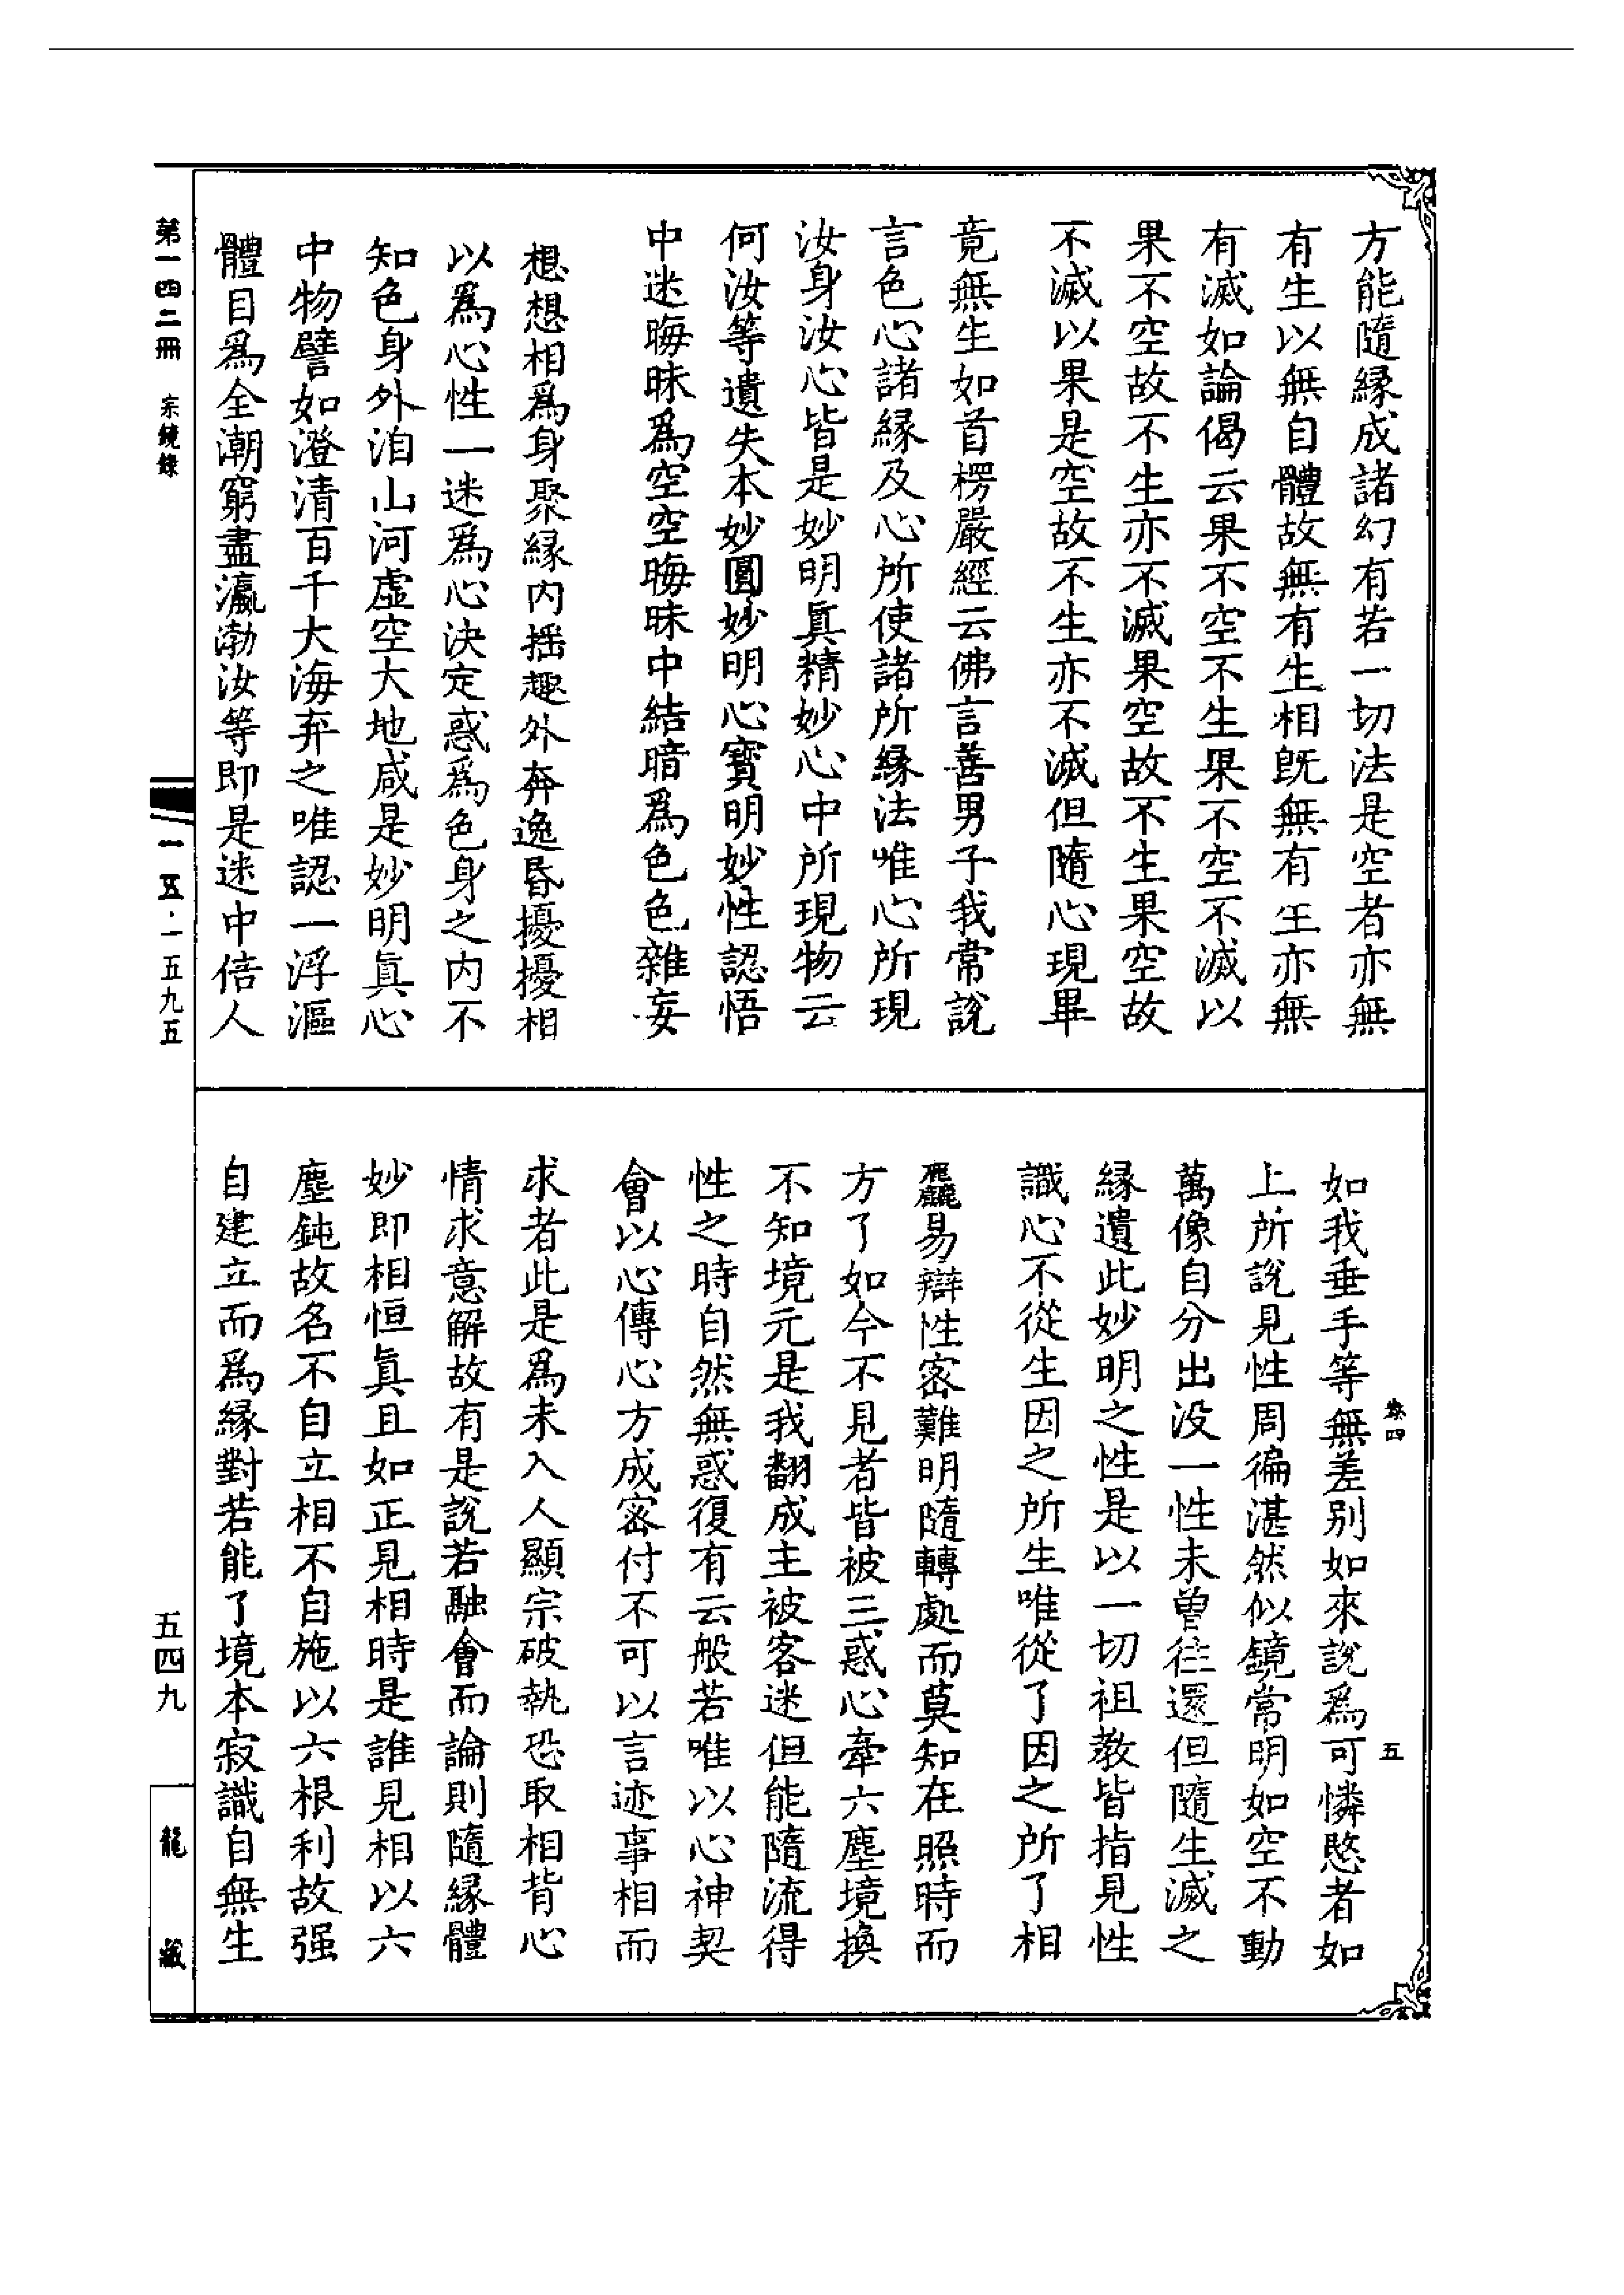 方能隨緣成諸幻有若一切法是空者亦無
有生以無自體故無有生相旣無有生亦無
有滅如論偈云果不空不生果不空不滅以
果不空故不生亦不滅果空故不生果空故
不滅以果是空故不生亦不滅但隨心現畢
竟無生如首楞嚴經云佛言善男子我常說
言色心諸緣及心所使諸所緣法唯心所現
汝身汝心皆是妙明眞精妙心中所現物云
何汝等遺失本妙圓妙明心寶明妙性認悟
中迷晦昧爲空空晦昧中結暗爲色色雜妄
想想相爲身聚緣内揺趣外奔逸昏擾擾相
以爲心性一迷爲心決定惑爲色身之内不
知色身外洎山河虛空大地咸是妙明眞心
中物譬如澄清百千大海弃之唯認一浮漚
體目爲全潮窮盡瀛渤汝等即是迷中倍人
第一四二冊 宗鏡錄
一一五·一五九五
卷四
五
如我垂手等無差別如來說爲可憐愍者如
上所說見性周徧湛然似鏡常明如空不動
萬像自分出没一性未曾往還但隨生滅之
緣遺此妙明之性是以一切祖教皆指見性
識心不從生因之所生唯從了因之所了相
麤易辯性密難明隨轉處而莫知在照時而
方了如今不見者皆被三惑心牽六塵境換
不知境元是我翻成主被客迷但能隨流得
性之時自然無惑復有云般若唯以心神契
會以心傳心方成密付不可以言迹事相而
求者此是爲未入人顯宗破執恐取相背心
情求意解故有是說若融會而論則隨緣體
妙即相恒眞且如正見相時是誰見相以六
塵鈍故名不自立相不自施以六根利故强
自建立而爲緣對若能了境本寂識自無生
五四九
龍藏